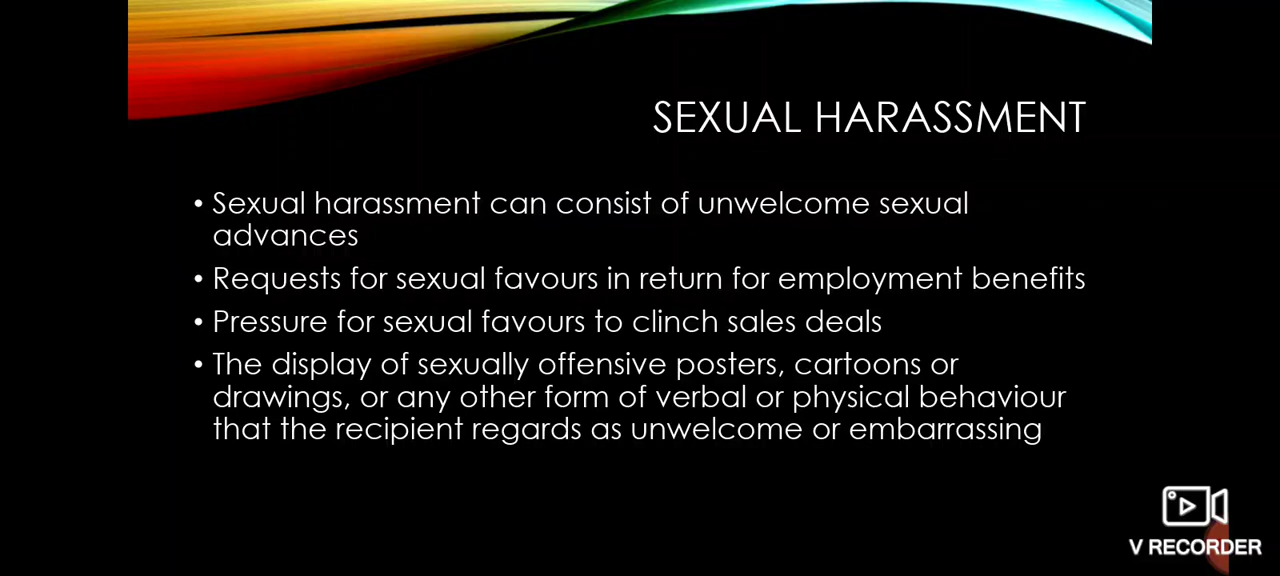 SEXUAL HARASSMENT
• Sexual harassment can consist of unwelcome sexual
advances
• Requests for sexual favours in return for employment benefits
• Pressure for sexual favours to clinch sales deals
• The display of sexually offensive posters, cartoons or
drawings, or any other form of verbal or physical behaviour
that the recipient regards as unwelcome or embarrassing
V RECORDER